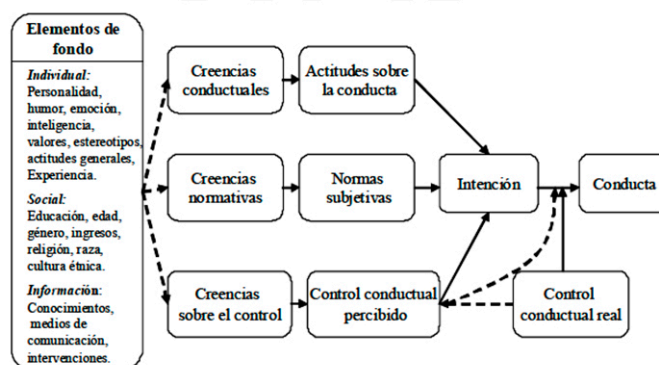 Elementos de
fondo
Individual:
Personalidad,
humor, emoción,
inteligencia,
valores, estereotipos,
actitudes generales,
Experiencia.
Social:
Educación, edad,
género, ingresos,
religión, raza,
cultura étnica.
Información:
Conocimientos,
medios de
comunicación,
intervenciones.
Creencias
conductuales
Actitudes sobre
la conducta
Creencias
normativas
Normas
subjetivas
Intención
Conducta
Creencias
sobre el control
Control conductual
percibido
Control
conductual real